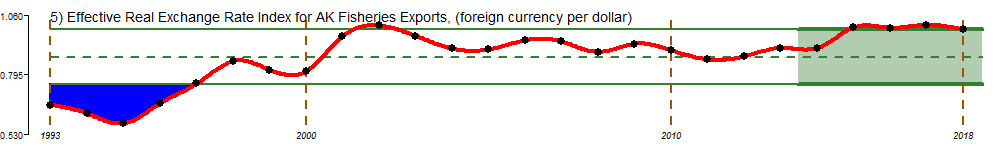 5) Effective Real Exchange Rate Index for AK Fisheries Exports, (foreign currency per dollar)
1.060
0.795
0.530
1993 2000 2010 2018